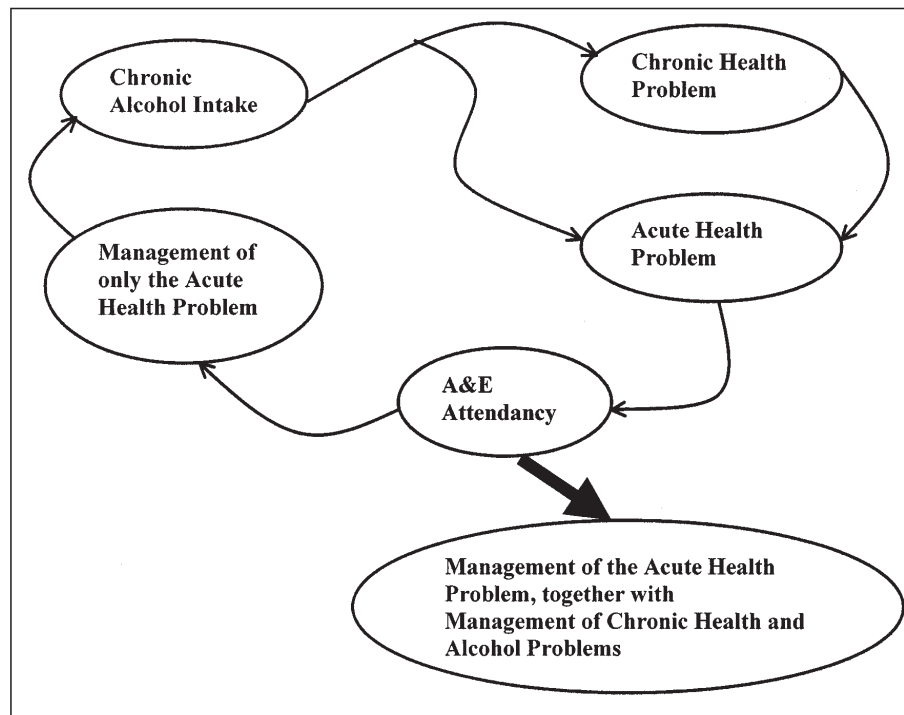 Chronic
Alcohol Intake
Chronic Health
Problem
Management of
only the Acute
Health Problem
Acute Health
Problem
A&E
Attendancy
Management of the Acute Health
Problem, together with
Management of Chronic Health and
Alcohol Problems